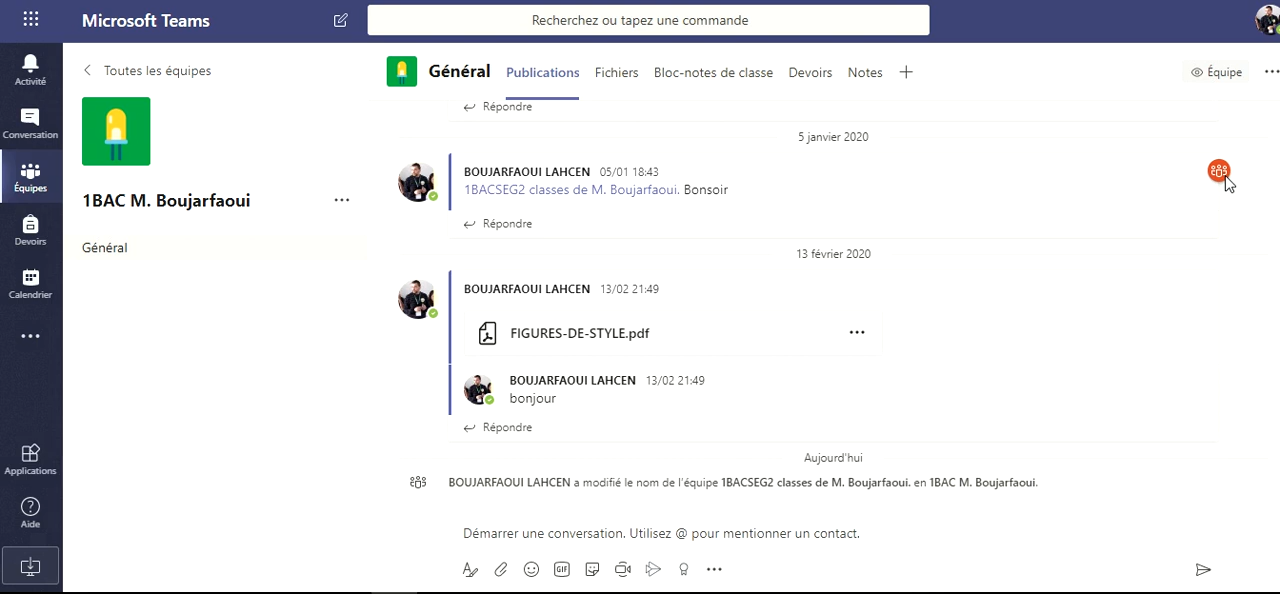 Microsoft Teams
Recherchez ou tapez une commande
Activité
Conversation
Équipes
Devoirs
Calendrier
Applications
Aide
Toutes les équipes
1BAC M. Boujarfaoui
Général
Général Publications Fichiers Bloc-notes de classe Devoirs Notes
Équipe
Répondre
5 janvier 2020
BOUJARFAOUI LAHCEN 05/01 18:43
1BACSEG2 classes de M. Boujarfaoui. Bonsoir
Répondre
13 février 2020
BOUJARFAOUI LAHCEN 13/02 21:49
FIGURES-DE-STYLE.pdf
BOUJARFAOUI LAHCEN 13/02 21:49
bonjour
Répondre
Aujourd'hui
BOUJARFAOUI LAHCEN a modifié le nom de l'équipe 1BACSEG2 classes de M. Boujarfaoui. en 1BAC M. Boujarfaoui.
Démarrer une conversation. Utilisez @ pour mentionner un contact.
GIF